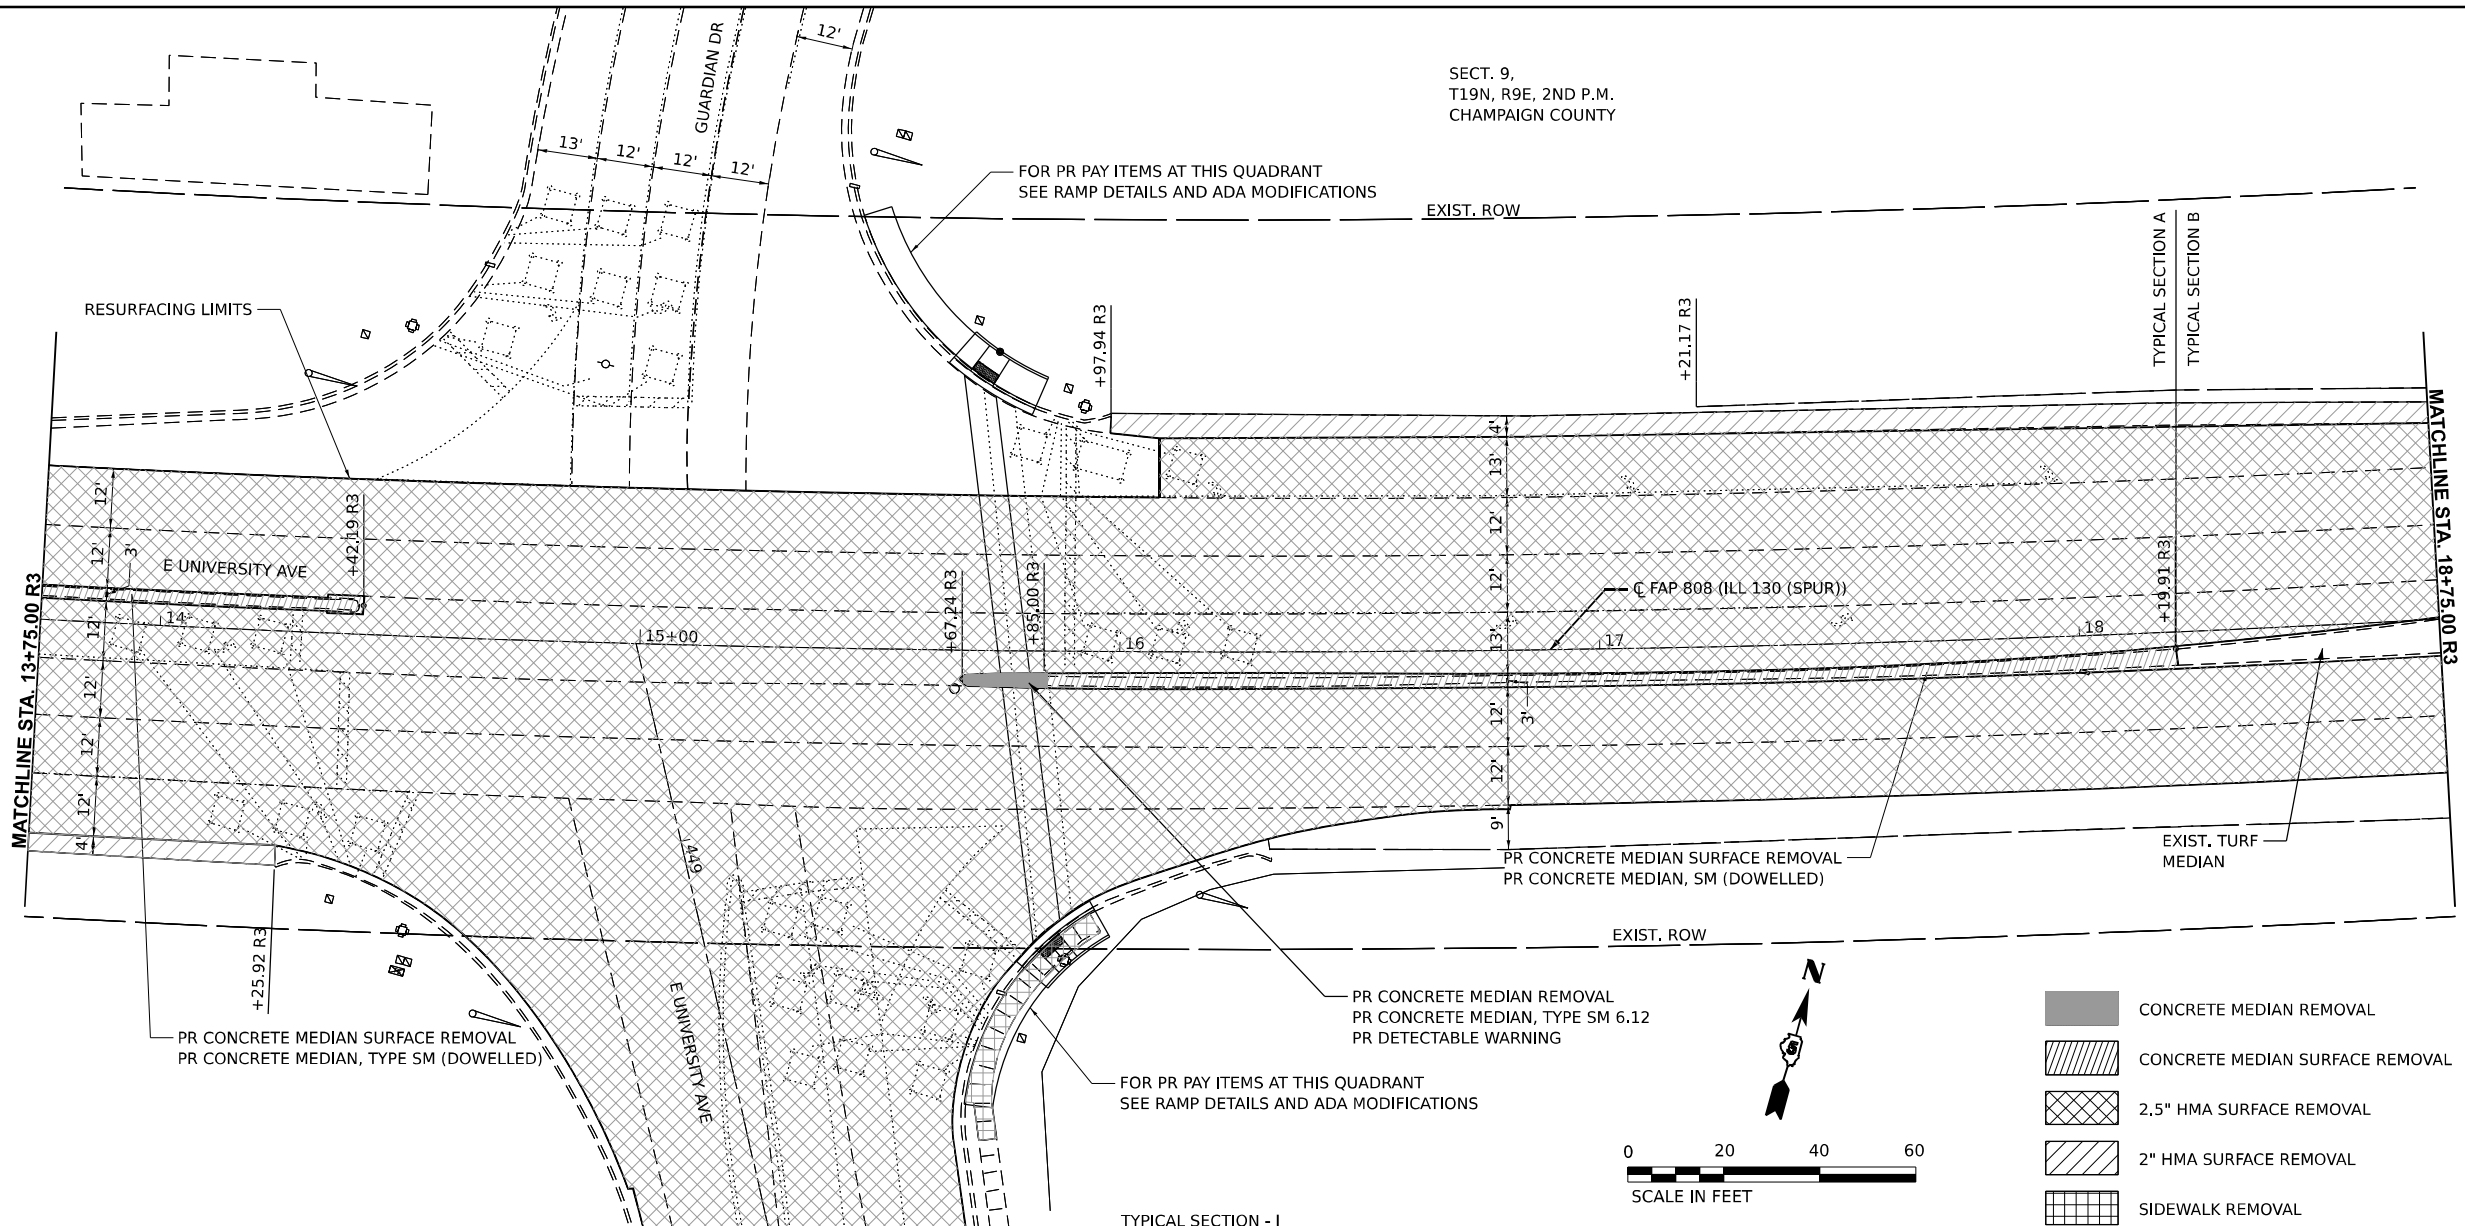 12'
GUARDIAN DR
SECT. 9,
T19N, R9E, 2ND P.M.
CHAMPAIGN COUNTY
13'
12'
12'
12'
FOR PR PAY ITEMS AT THIS QUADRANT
SEE RAMP DETAILS AND ADA MODIFICATIONS
EXIST. ROW
TYPICAL SECTION A
TYPICAL SECTION B
RESURFACING LIMITS
+97.94 R3
+21.17 R3
4'
13'
12'
12'
13'
12'
12'
9'
3'
12'
12'
3'
12'
12'
12'
12'
4'
E UNIVERSITY AVE
+42.19 R3
+67.24 R3
+85.00 R3
+19.91 R3
℄ FAP 808 (ILL 130 (SPUR))
14
15+00
16
17
18
MATCHLINE STA. 13+75.00 R3
MATCHLINE STA. 18+75.00 R3
449
EXIST. TURF
MEDIAN
PR CONCRETE MEDIAN SURFACE REMOVAL
PR CONCRETE MEDIAN, SM (DOWELLED)
EXIST. ROW
+25.92 R3
E UNIVERSITY AVE
PR CONCRETE MEDIAN SURFACE REMOVAL
PR CONCRETE MEDIAN, TYPE SM (DOWELLED)
PR CONCRETE MEDIAN REMOVAL
PR CONCRETE MEDIAN, TYPE SM 6.12
PR DETECTABLE WARNING
FOR PR PAY ITEMS AT THIS QUADRANT
SEE RAMP DETAILS AND ADA MODIFICATIONS
N
5
0 20 40 60
SCALE IN FEET
CONCRETE MEDIAN REMOVAL
CONCRETE MEDIAN SURFACE REMOVAL
2.5" HMA SURFACE REMOVAL
2" HMA SURFACE REMOVAL
SIDEWALK REMOVAL
TYPICAL SECTION -